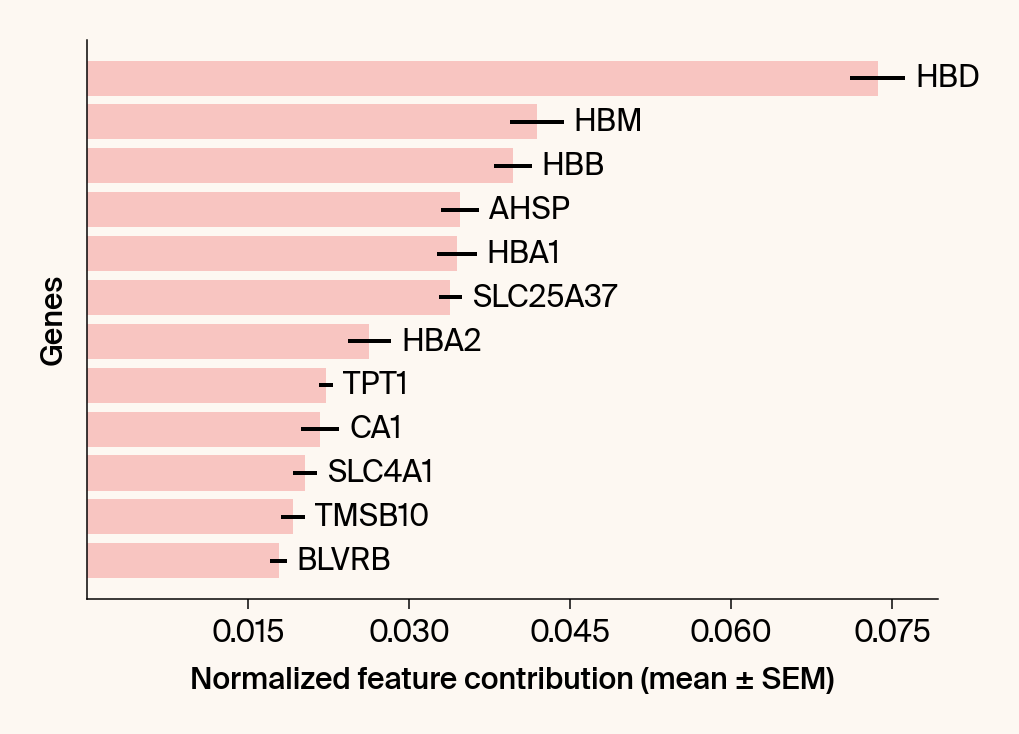 HBD
HBM
HBB
AHSP
HBA1
SLC25A37
HBA2
TPT1
CA1
SLC4A1
TMSB10
BLVRB
Genes
0.015 0.030 0.045 0.060 0.075
Normalized feature contribution (mean ± SEM)